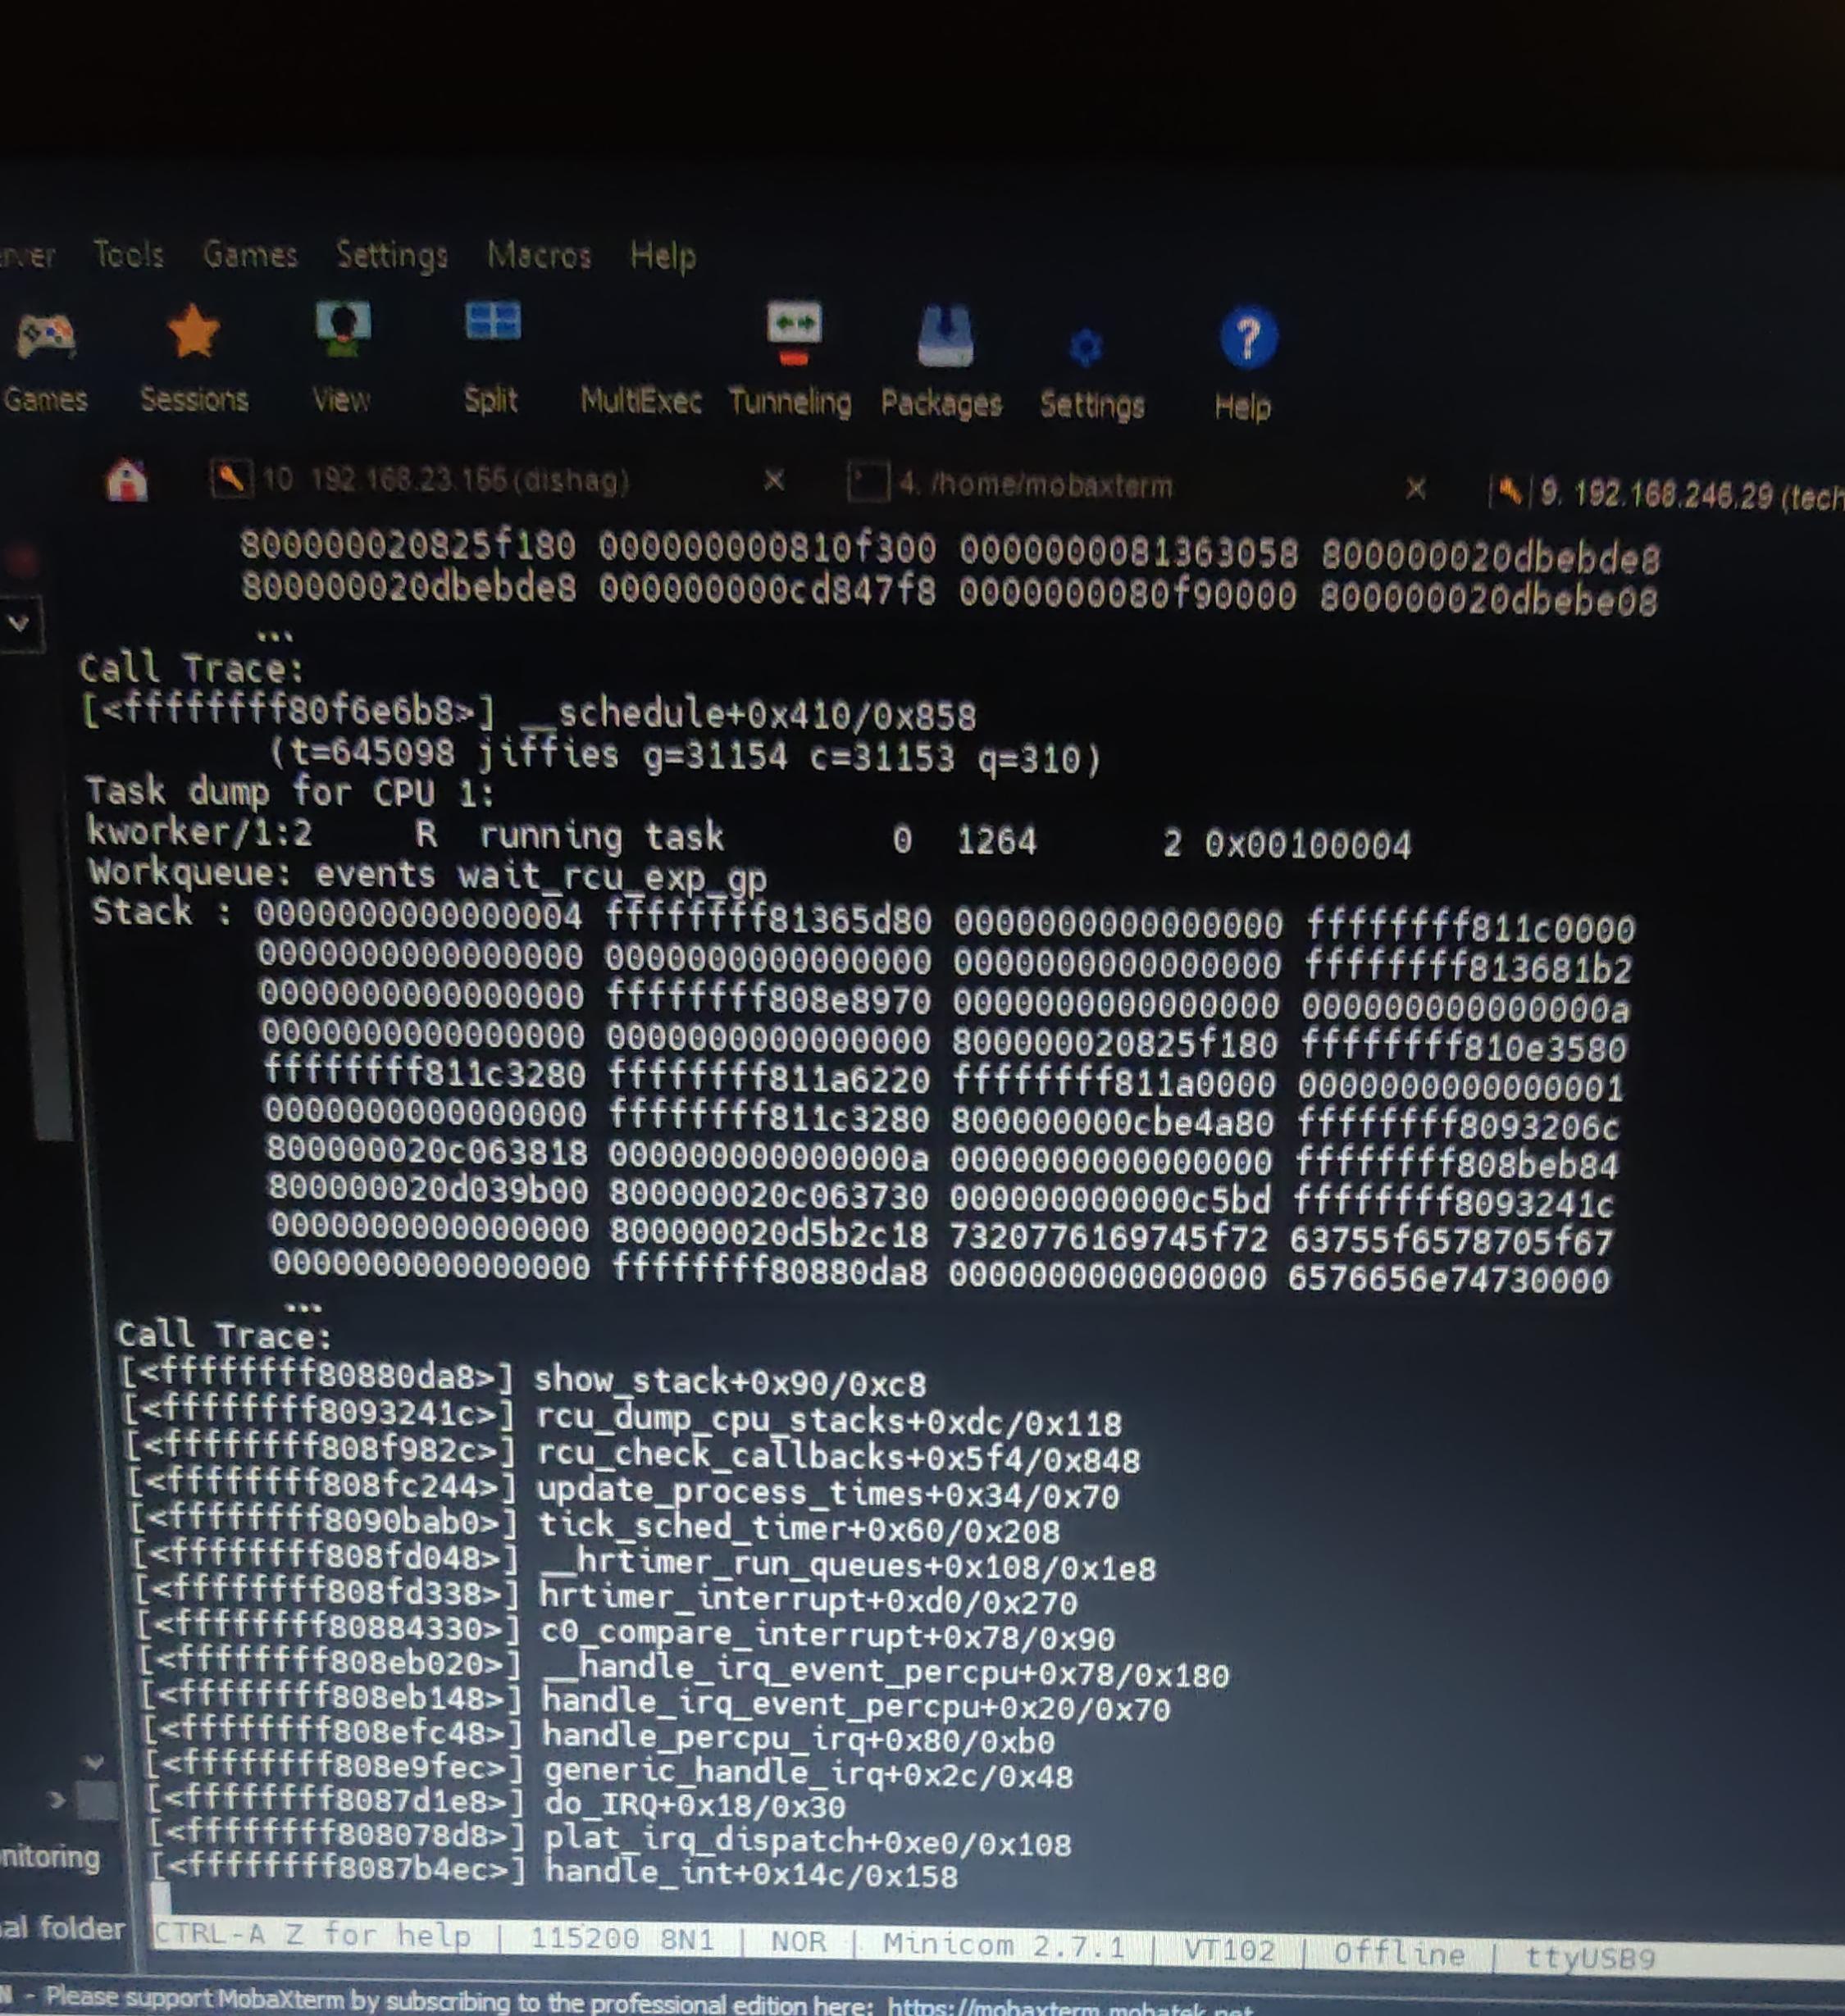 Tools Games Settings Macros Help
Games Sessions View Split MultiExec Tunneling Packages Settings Help
10. 192.168.23.166 (dishag) × 4. /home/mobaxterm × 9. 192.168.246.29 (tech
800000020825f180 000000000810f300 0000000081363058 800000020dbebde8
800000020dbebde8 000000000cd847f8 0000000080f90000 800000020dbebe08
...
Call Trace:
[<ffffffff80f6e6b8>] __schedule+0x410/0x858
(t=645098 jiffies g=31154 c=31153 q=310)
Task dump for CPU 1:
kworker/1:2 R running task 0 1264 2 0x00100004
Workqueue: events wait_rcu_exp_gp
Stack : 0000000000000004 ffffffff81365d80 0000000000000000 ffffffff811c0000
0000000000000000 0000000000000000 0000000000000000 ffffffff813681b2
0000000000000000 ffffffff808e8970 0000000000000000 000000000000000a
0000000000000000 0000000000000000 800000020825f180 ffffffff810e3580
ffffffff811c3280 ffffffff811a6220 ffffffff811a0000 0000000000000001
0000000000000000 ffffffff811c3280 800000000cbe4a80 ffffffff8093206c
800000020c063818 000000000000000a 0000000000000000 ffffffff808beb84
800000020d039b00 800000020c063730 000000000000c5bd ffffffff8093241c
0000000000000000 800000020d5b2c18 7320776169745f72 63755f6578705f67
0000000000000000 ffffffff80880da8 0000000000000000 6576656e74730000
...
Call Trace:
[<ffffffff80880da8>] show_stack+0x90/0xc8
[<ffffffff8093241c>] rcu_dump_cpu_stacks+0xdc/0x118
[<ffffffff808f982c>] rcu_check_callbacks+0x5f4/0x848
[<ffffffff808fc244>] update_process_times+0x34/0x70
[<ffffffff8090bab0>] tick_sched_timer+0x60/0x208
[<ffffffff808fd048>] __hrtimer_run_queues+0x108/0x1e8
[<ffffffff808fd338>] hrtimer_interrupt+0xd0/0x270
[<ffffffff80884330>] c0_compare_interrupt+0x78/0x90
[<ffffffff808eb020>] __handle_irq_event_percpu+0x78/0x180
[<ffffffff808eb148>] handle_irq_event_percpu+0x20/0x70
[<ffffffff808efc48>] handle_percpu_irq+0x80/0xb0
[<ffffffff808e9fec>] generic_handle_irq+0x2c/0x48
[<ffffffff8087d1e8>] do_IRQ+0x18/0x30
[<ffffffff808078d8>] plat_irq_dispatch+0xe0/0x108
[<ffffffff8087b4ec>] handle_int+0x14c/0x158
nitoring
al folder
CTRL-A Z for help | 115200 8N1 | NOR | Minicom 2.7.1 | VT102 | Offline | ttyUSB9
- Please support MobaXterm by subscribing to the professional edition here: https://mobaxterm.mobatek.net